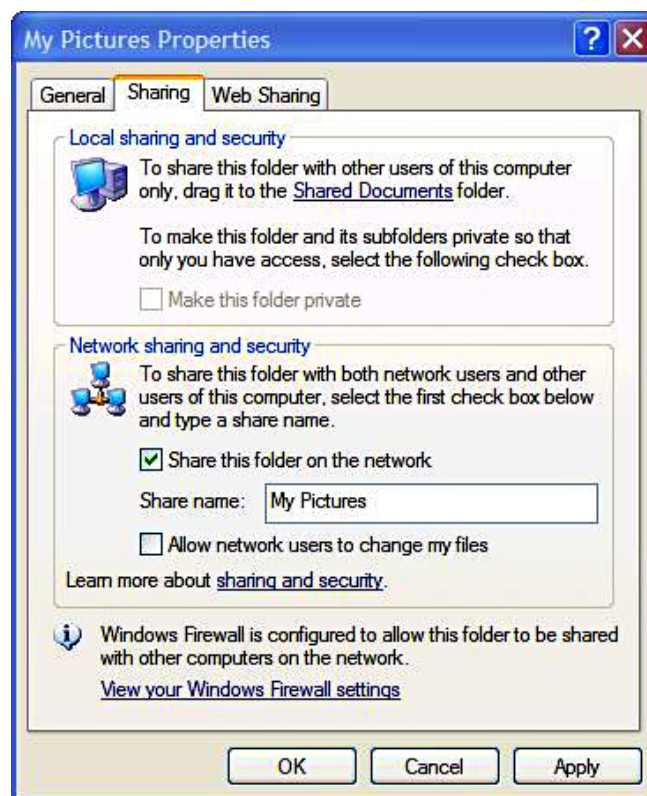 My Pictures Properties
General Sharing Web Sharing
Local sharing and security
To share this folder with other users of this computer
only, drag it to the Shared Documents folder.
To make this folder and its subfolders private so that
only you have access, select the following check box.
Make this folder private
Network sharing and security
To share this folder with both network users and other
users of this computer, select the first check box below
and type a share name.
Share this folder on the network
Share name: My Pictures
Allow network users to change my files
Learn more about sharing and security.
Windows Firewall is configured to allow this folder to be shared
with other computers on the network.
View your Windows Firewall settings
OK Cancel Apply